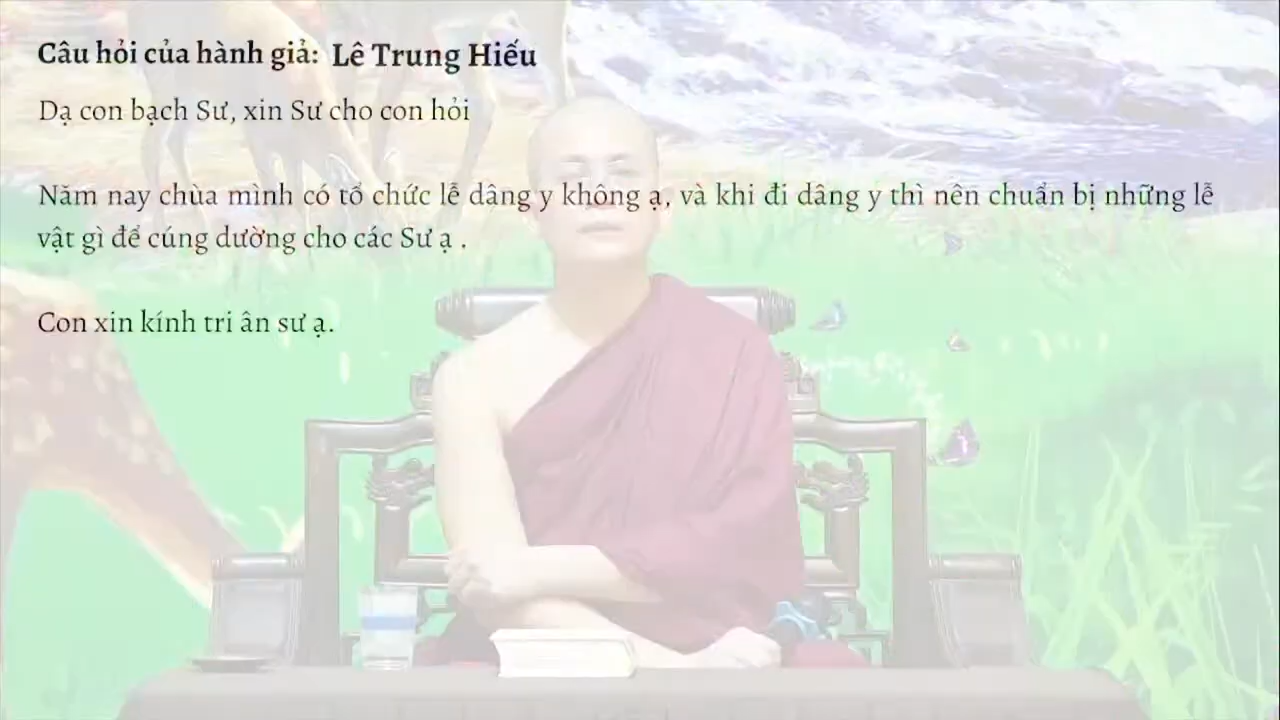 Câu hỏi của hành giả: Lê Trung Hiếu
Dạ con bạch Sư, xin Sư cho con hỏi
Năm nay chùa mình có tổ chức lễ dâng y không ạ, và khi đi dâng y thì nên chuẩn bị những lễ
vật gì để cúng dường cho các Sư ạ .
Con xin kính tri ân sư ạ.